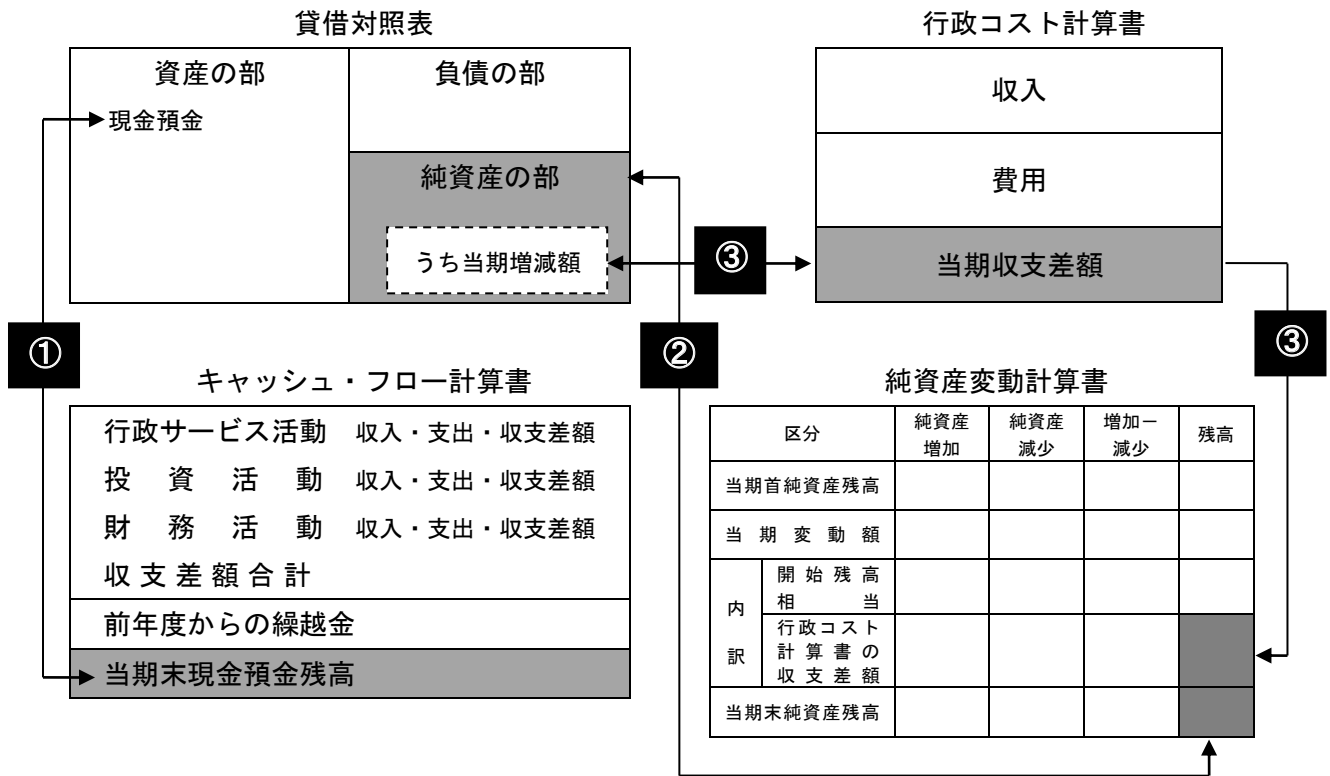 貸借対照表
資産の部
現金預金
負債の部
純資産の部
うち当期増減額
行政コスト計算書
収入
費用
当期収支差額
③
①
②
③
キャッシュ・フロー計算書
行政サービス活動 収入・支出・収支差額
投資活動 収入・支出・収支差額
財務活動 収入・支出・収支差額
収支差額合計
前年度からの繰越金
当期末現金預金残高
純資産変動計算書
区分
純資産
増加
純資産
減少
増加－
減少
残高
当期首純資産残高
当期変動額
内
訳
開始残高
相当
行政コスト
計算書の
収支差額
当期末純資産残高